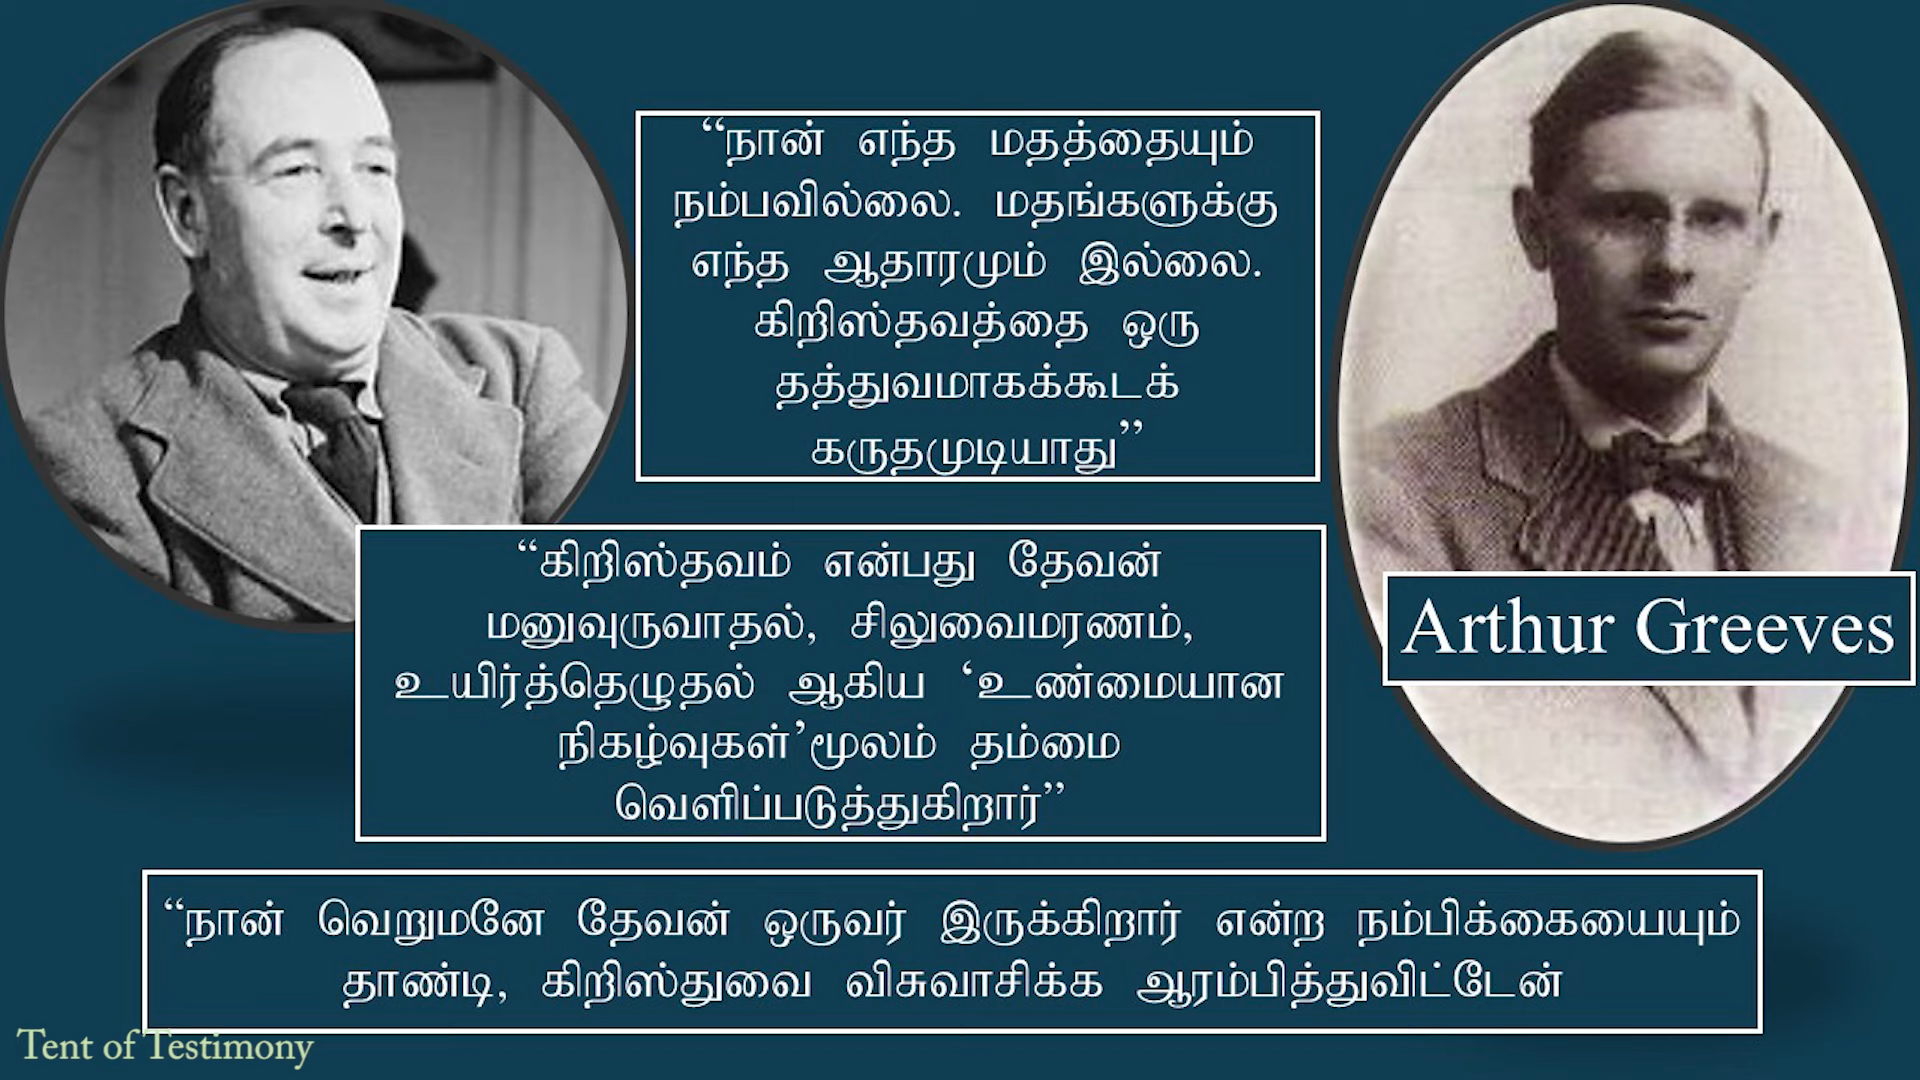 “நான் எந்த மதத்தையும்
நம்பவில்லை. மதங்களுக்கு
எந்த ஆதாரமும் இல்லை.
கிறிஸ்தவத்தை ஒரு
தத்துவமாகக்கூடக்
கருதமுடியாது”
“கிறிஸ்தவம் என்பது தேவன்
மனுவுருவாதல், சிலுவைமரணம்,
உயிர்த்தெழுதல் ஆகிய ‘உண்மையான
நிகழ்வுகள்’மூலம் தம்மை
வெளிப்படுத்துகிறார்”
Arthur Greeves
“நான் வெறுமனே தேவன் ஒருவர் இருக்கிறார் என்ற நம்பிக்கையையும்
தாண்டி, கிறிஸ்துவை விசுவாசிக்க ஆரம்பித்துவிட்டேன்
Tent of Testimony